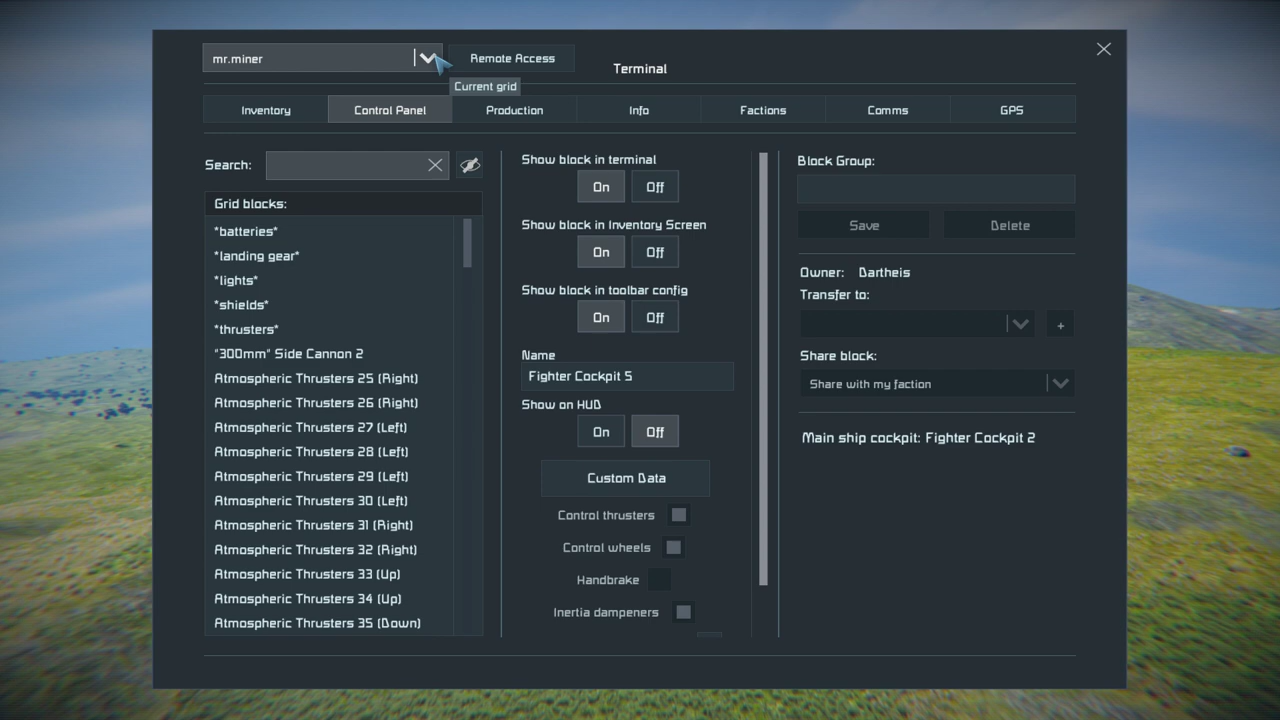 mr.miner
Remote Access
Terminal
Current grid
Inventory
Control Panel
Production
Info
Factions
Comms
GPS
Search:
Grid blocks:
*batteries*
*landing gear*
*lights*
*shields*
*thrusters*
"300mm" Side Cannon 2
Atmospheric Thrusters 25 (Right)
Atmospheric Thrusters 26 (Right)
Atmospheric Thrusters 27 (Left)
Atmospheric Thrusters 28 (Left)
Atmospheric Thrusters 29 (Left)
Atmospheric Thrusters 30 (Left)
Atmospheric Thrusters 31 (Right)
Atmospheric Thrusters 32 (Right)
Atmospheric Thrusters 33 (Up)
Atmospheric Thrusters 34 (Up)
Atmospheric Thrusters 35 (Down)
Show block in terminal
On Off
Show block in Inventory Screen
On Off
Show block in toolbar config
On Off
Name
Fighter Cockpit 5
Show on HUD
On Off
Custom Data
Control thrusters
Control wheels
Handbrake
Inertia dampeners
Block Group:
Save Delete
Owner: Dartheis
Transfer to:
+
Share block:
Share with my faction
Main ship cockpit: Fighter Cockpit 2